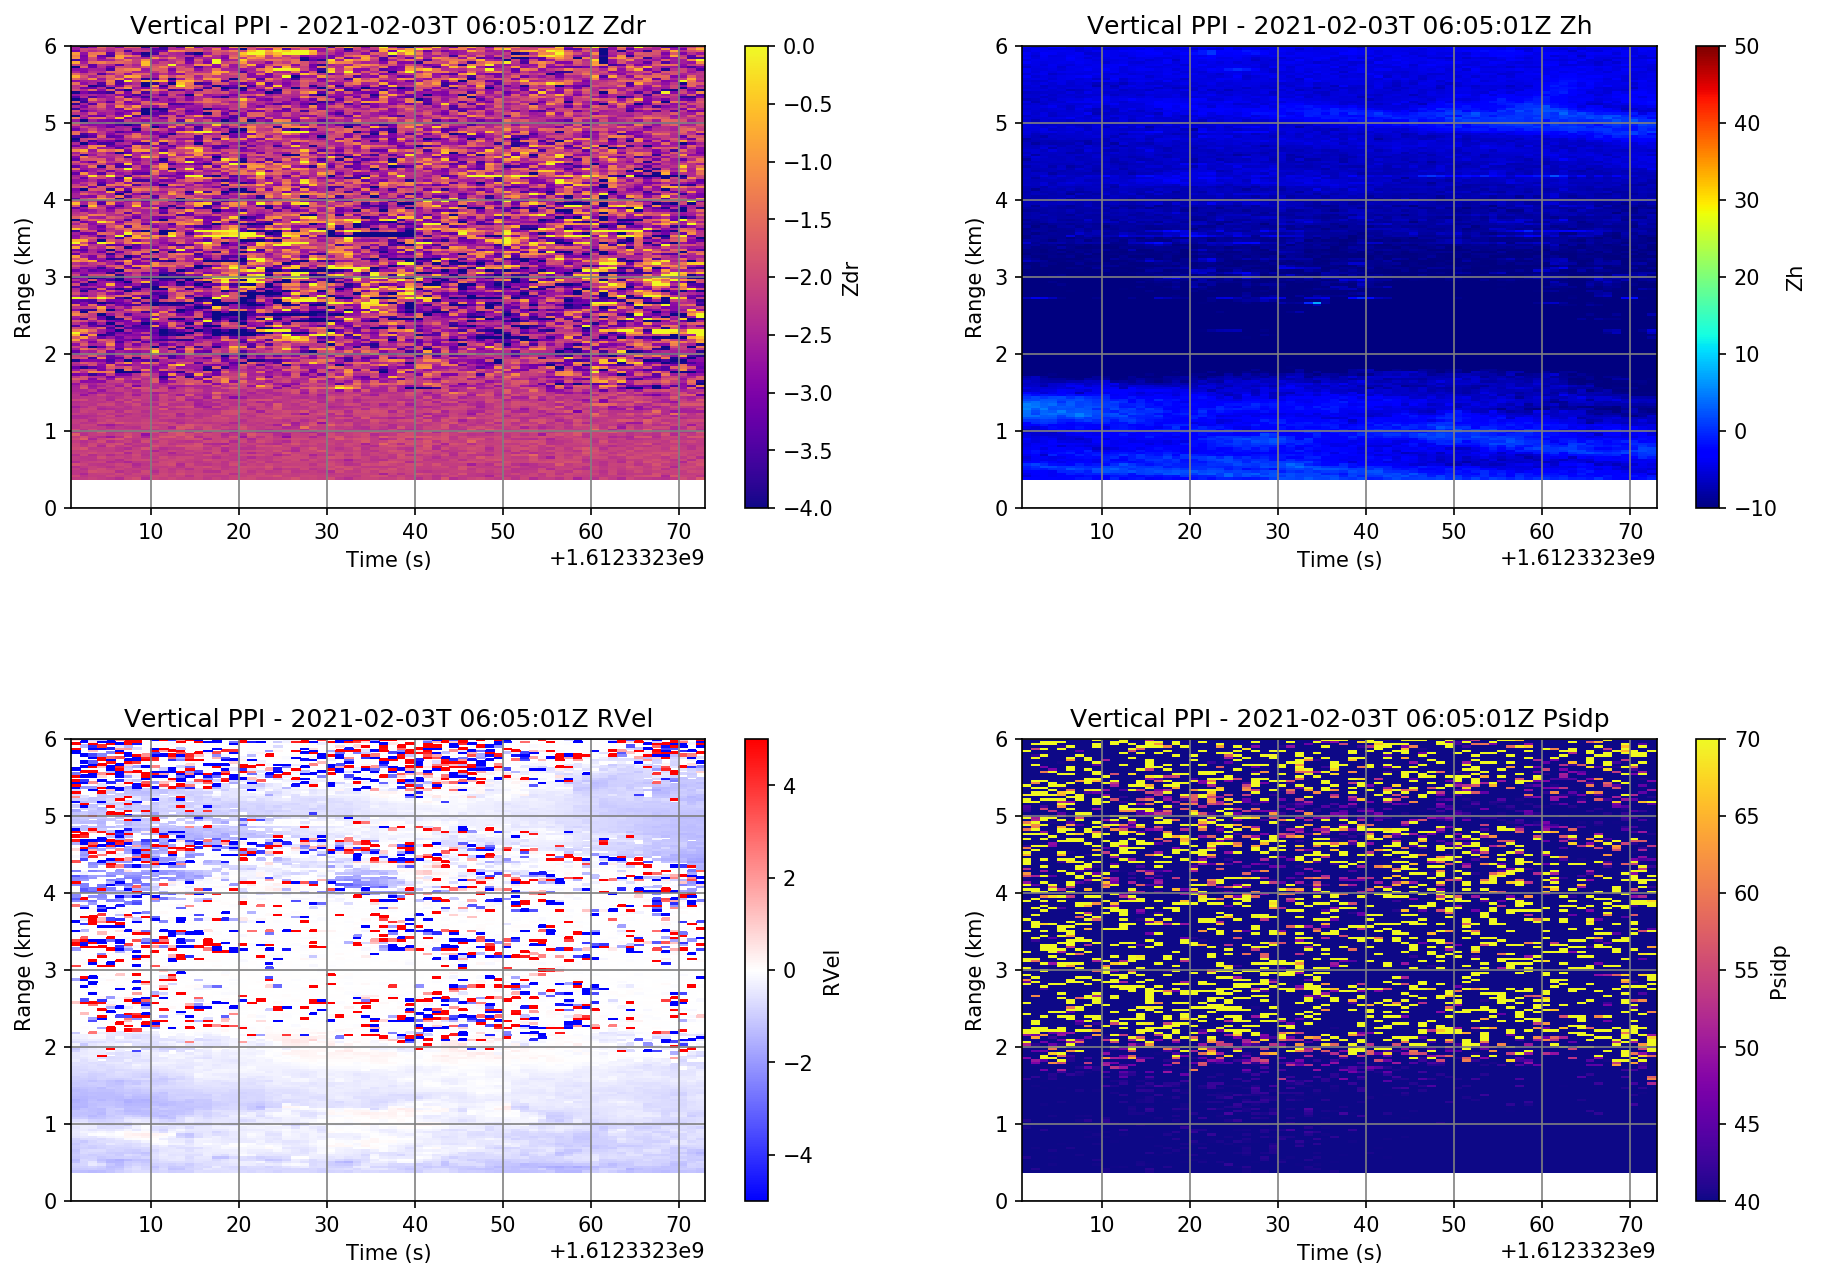 Vertical PPI - 2021-02-03T 06:05:01Z Zdr
6
5
4
3
2
1
0
Range (km)
10 20 30 40 50 60 70
Time (s)
+1.6123323e9
0.0
−0.5
−1.0
−1.5
−2.0
−2.5
−3.0
−3.5
−4.0
Zdr
Vertical PPI - 2021-02-03T 06:05:01Z Zh
6
5
4
3
2
1
0
Range (km)
10 20 30 40 50 60 70
Time (s)
+1.6123323e9
50
40
30
20
10
0
−10
Zh
Vertical PPI - 2021-02-03T 06:05:01Z RVel
6
5
4
3
2
1
0
Range (km)
10 20 30 40 50 60 70
Time (s)
+1.6123323e9
4
2
0
−2
−4
RVel
Vertical PPI - 2021-02-03T 06:05:01Z Psidp
6
5
4
3
2
1
0
Range (km)
10 20 30 40 50 60 70
Time (s)
+1.6123323e9
70
65
60
55
50
45
40
Psidp